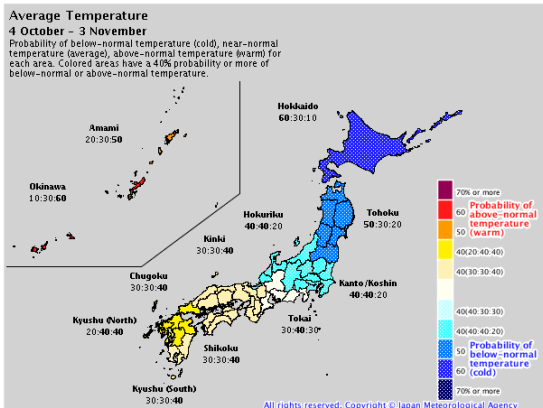 Average Temperature
4 October - 3 November
Probability of below-normal temperature (cold), near-normal
temperature (average), above-normal temperature (warm) for
each area. Colored areas have a 40% probability or more of
below-normal or above-normal temperature.
Hokkaido
60:30:10
Amami
20:30:50
Okinawa
10:30:60
Hokuriku
40:40:20
Tohoku
50:30:20
Kinki
30:30:40
Chugoku
30:30:40
Kanto/Koshin
40:40:20
Kyushu (North)
20:40:40
Tokai
30:40:30
Shikoku
30:30:40
Kyushu (South)
30:30:40
70% or more
60
Probability of
above-normal
temperature
(warm)
50
40(20:40:40)
40(30:30:40)
40(40:30:30)
40(40:40:20)
50
Probability of
below-normal
temperature
(cold)
60
70% or more
All rights reserved. Copyright © Japan Meteorological Agency